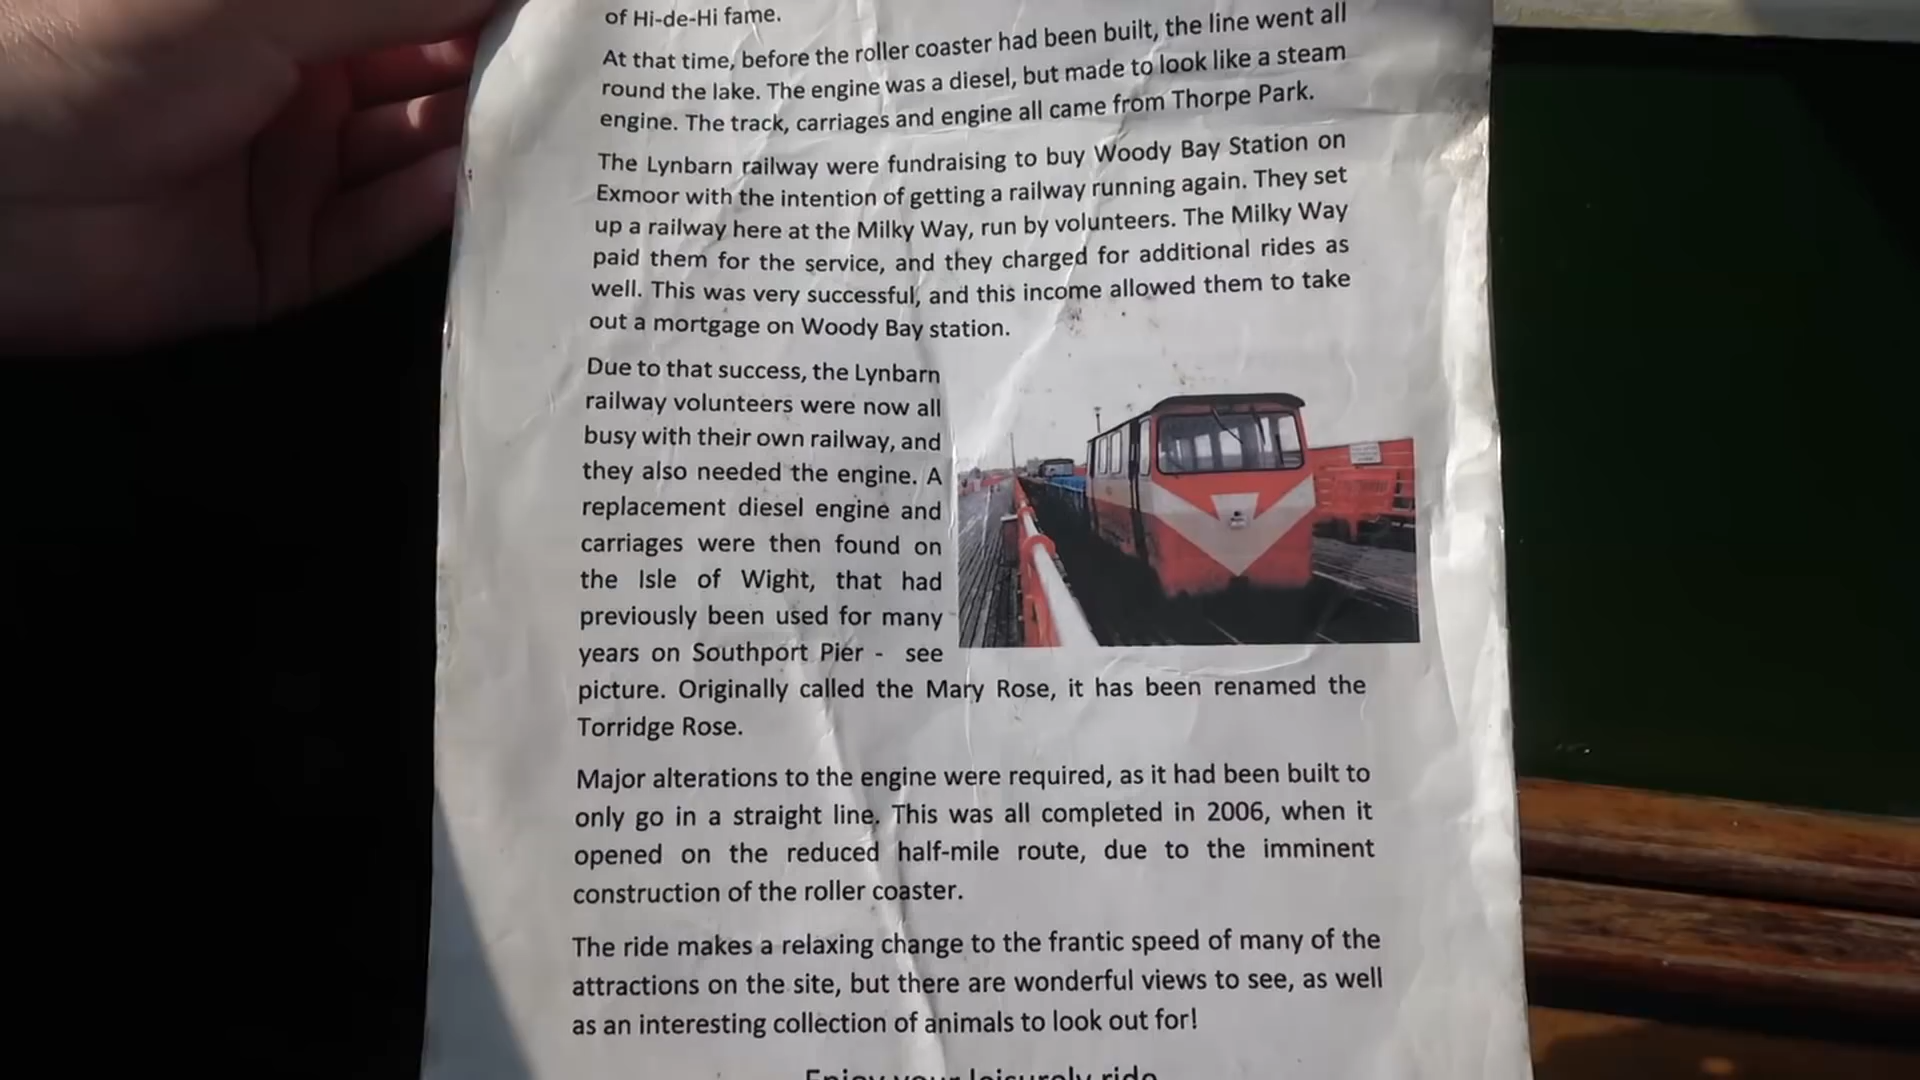 of Hi-de-Hi fame.
At that time, before the roller coaster had been built, the line went all
round the lake. The engine was a diesel, but made to look like a steam
engine. The track, carriages and engine all came from Thorpe Park.
The Lynbarn railway were fundraising to buy Woody Bay Station on
Exmoor with the intention of getting a railway running again. They set
up a railway here at the Milky Way, run by volunteers. The Milky Way
paid them for the service, and they charged for additional rides as
well. This was very successful, and this income allowed them to take
out a mortgage on Woody Bay station.
Due to that success, the Lynbarn
railway volunteers were now all
busy with their own railway, and
they also needed the engine. A
replacement diesel engine and
carriages were then found on
the Isle of Wight, that had
previously been used for many
years on Southport Pier - see
picture. Originally called the Mary Rose, it has been renamed the
Torridge Rose.
Major alterations to the engine were required, as it had been built to
only go in a straight line. This was all completed in 2006, when it
opened on the reduced half-mile route, due to the imminent
construction of the roller coaster.
The ride makes a relaxing change to the frantic speed of many of the
attractions on the site, but there are wonderful views to see, as well
as an interesting collection of animals to look out for!
Enjoy your leisurely ride